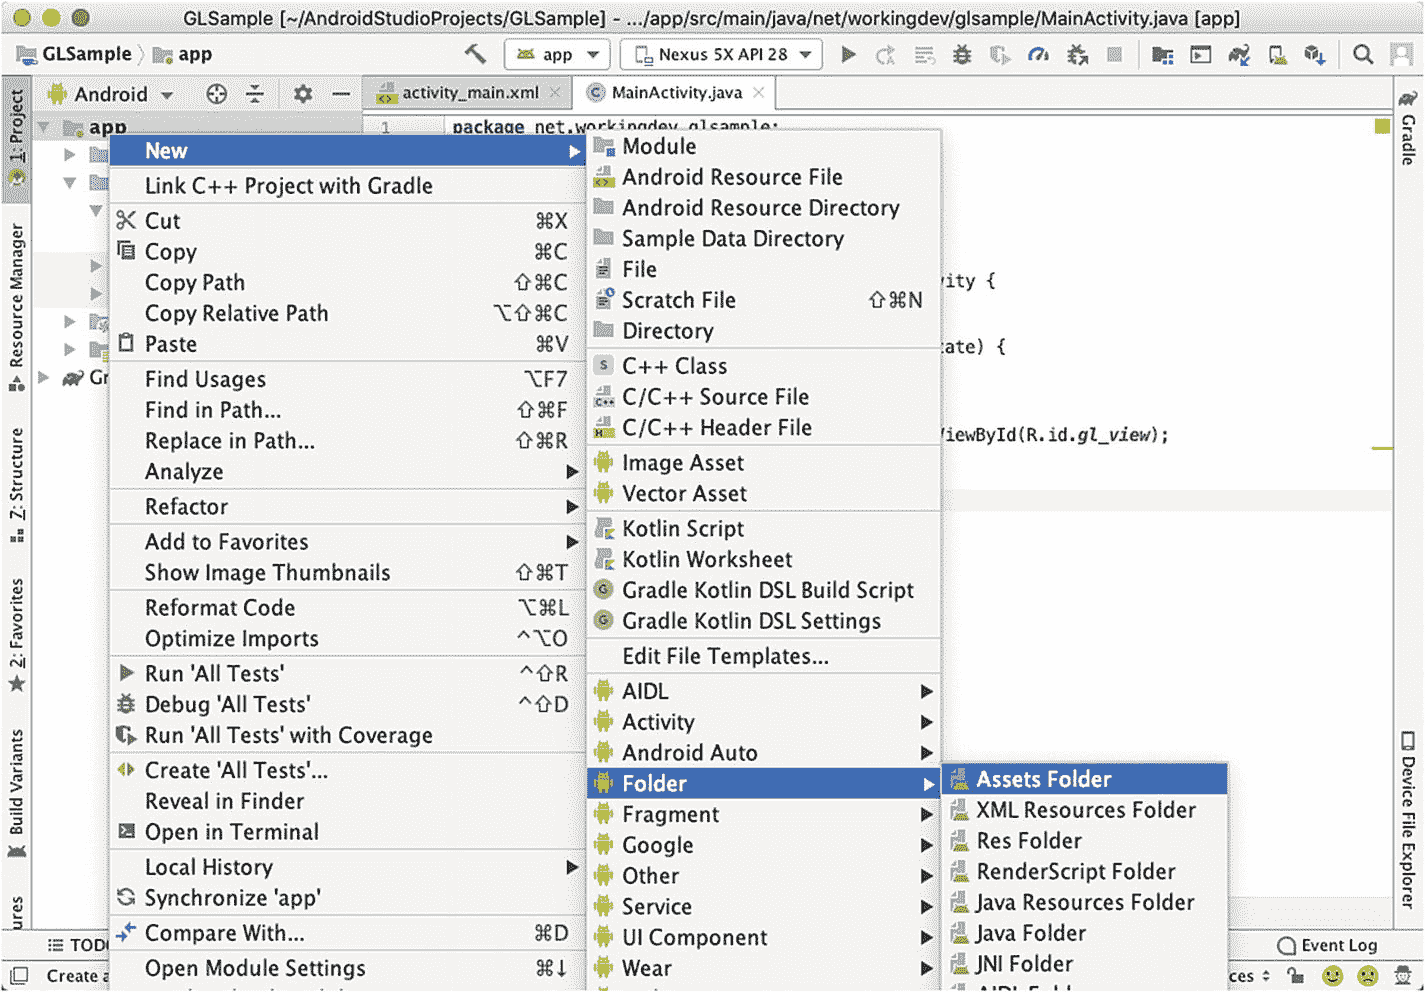 GLSample [~/AndroidStudioProjects/GLSample] - .../app/src/main/java/net/workingdev/glsample/MainActivity.java [app]
GLSample app
app
Nexus 5X API 28
Android
activity_main.xml
MainActivity.java
app
1 package net.workingdev.glsample;
New
Link C++ Project with Gradle
Cut ⌘X
Copy ⌘C
Copy Path ⇧⌘C
Copy Relative Path ⌥⇧⌘C
Paste ⌘V
Find Usages ⌥F7
Find in Path... ⇧⌘F
Replace in Path... ⇧⌘R
Analyze
Refactor
Add to Favorites
Show Image Thumbnails ⇧⌘T
Reformat Code ⌥⌘L
Optimize Imports ^⌥O
Run 'All Tests' ^⇧R
Debug 'All Tests' ^⇧D
Run 'All Tests' with Coverage
Create 'All Tests'...
Reveal in Finder
Open in Terminal
Local History
Synchronize 'app'
Compare With... ⌘D
Open Module Settings ⌘↓
Module
Android Resource File
Android Resource Directory
Sample Data Directory
File
Scratch File ⇧⌘N
Directory
C++ Class
C/C++ Source File
C/C++ Header File
Image Asset
Vector Asset
Kotlin Script
Kotlin Worksheet
Gradle Kotlin DSL Build Script
Gradle Kotlin DSL Settings
Edit File Templates...
AIDL
Activity
Android Auto
Folder
Fragment
Google
Other
Service
UI Component
Wear
Assets Folder
XML Resources Folder
Res Folder
RenderScript Folder
Java Resources Folder
Java Folder
JNI Folder
AIDL Folder
ivity {
tate) {
ViewById(R.id.gl_view);
Gr
1: Project
Resource Manager
Z: Structure
2: Favorites
Build Variants
ures
Gradle
Device File Explorer
TODO
Event Log
Create a
ces